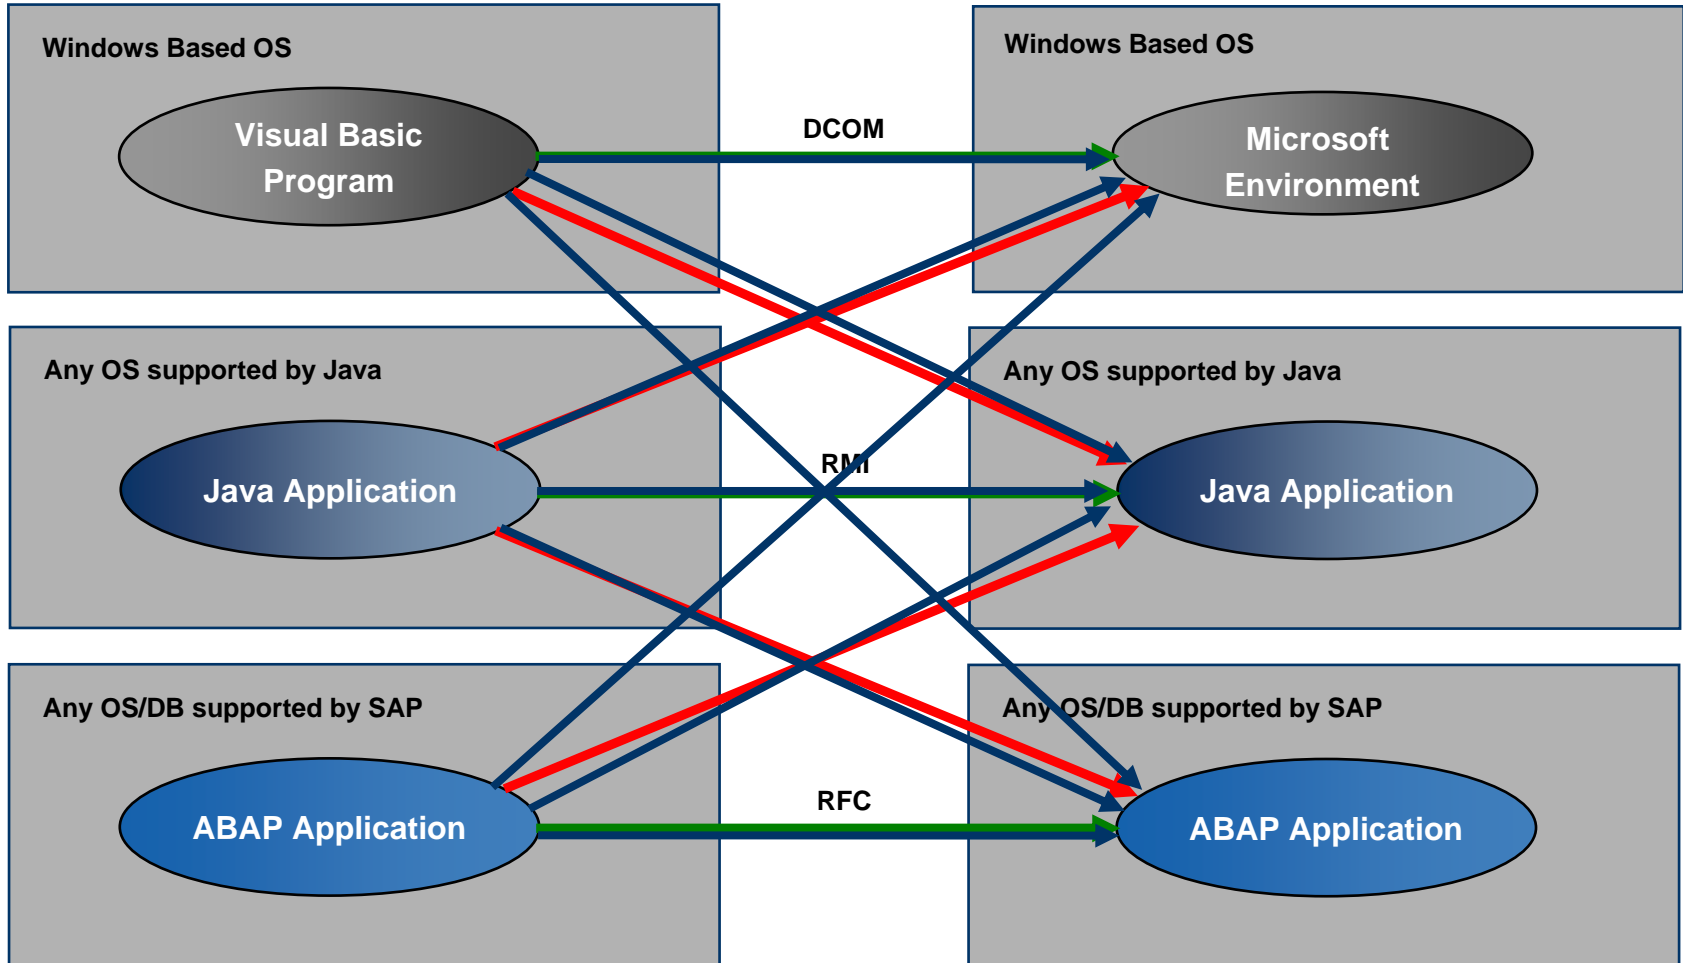 Windows Based OS
Windows Based OS
Visual Basic
Program
DCOM
Microsoft
Environment
Any OS supported by Java
Any OS supported by Java
Java Application
RMI
Java Application
Any OS/DB supported by SAP
Any OS/DB supported by SAP
ABAP Application
RFC
ABAP Application